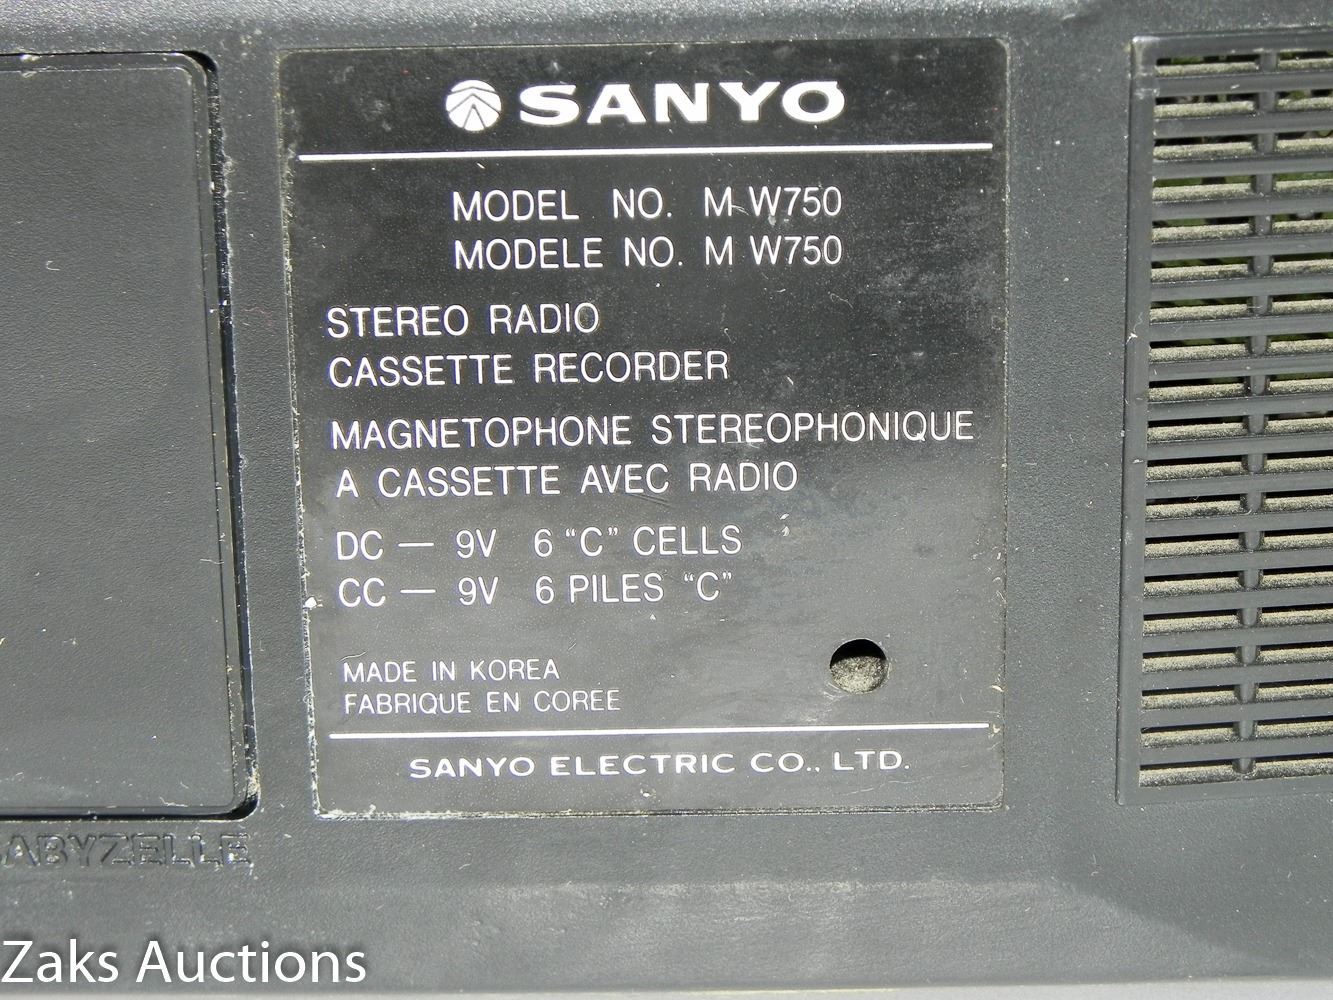 SANYO
MODEL NO. M W750
MODELE NO. M W750
STEREO RADIO
CASSETTE RECORDER
MAGNETOPHONE STEREOPHONIQUE
A CASSETTE AVEC RADIO
DC — 9V 6 “C” CELLS
CC — 9V 6 PILES “C”
MADE IN KOREA
FABRIQUE EN COREE
SANYO ELECTRIC CO., LTD.
ABYZELLE
Zaks Auctions